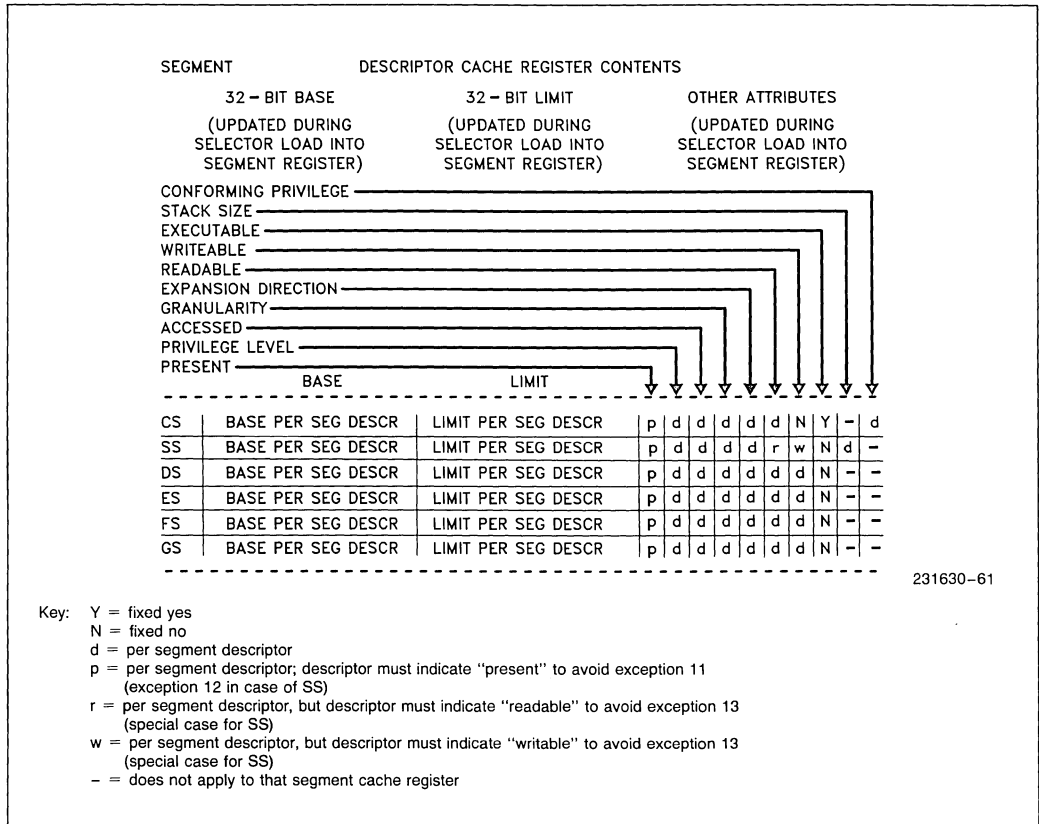 SEGMENT DESCRIPTOR CACHE REGISTER CONTENTS
32 – BIT BASE 32 – BIT LIMIT OTHER ATTRIBUTES
(UPDATED DURING (UPDATED DURING (UPDATED DURING
SELECTOR LOAD INTO SELECTOR LOAD INTO SELECTOR LOAD INTO
SEGMENT REGISTER) SEGMENT REGISTER) SEGMENT REGISTER)
CONFORMING PRIVILEGE
STACK SIZE
EXECUTABLE
WRITEABLE
READABLE
EXPANSION DIRECTION
GRANULARITY
ACCESSED
PRIVILEGE LEVEL
PRESENT
BASE LIMIT
CS | BASE PER SEG DESCR | LIMIT PER SEG DESCR | p | d | d | d | d | d | N | Y | – | d
SS | BASE PER SEG DESCR | LIMIT PER SEG DESCR | p | d | d | d | d | r | w | N | d | –
DS | BASE PER SEG DESCR | LIMIT PER SEG DESCR | p | d | d | d | d | d | d | N | – | –
ES | BASE PER SEG DESCR | LIMIT PER SEG DESCR | p | d | d | d | d | d | d | N | – | –
FS | BASE PER SEG DESCR | LIMIT PER SEG DESCR | p | d | d | d | d | d | d | N | – | –
GS | BASE PER SEG DESCR | LIMIT PER SEG DESCR | p | d | d | d | d | d | d | N | – | –
231630–61
Key: Y = fixed yes
N = fixed no
d = per segment descriptor
p = per segment descriptor; descriptor must indicate ''present'' to avoid exception 11
(exception 12 in case of SS)
r = per segment descriptor, but descriptor must indicate ''readable'' to avoid exception 13
(special case for SS)
w = per segment descriptor, but descriptor must indicate ''writable'' to avoid exception 13
(special case for SS)
– = does not apply to that segment cache register